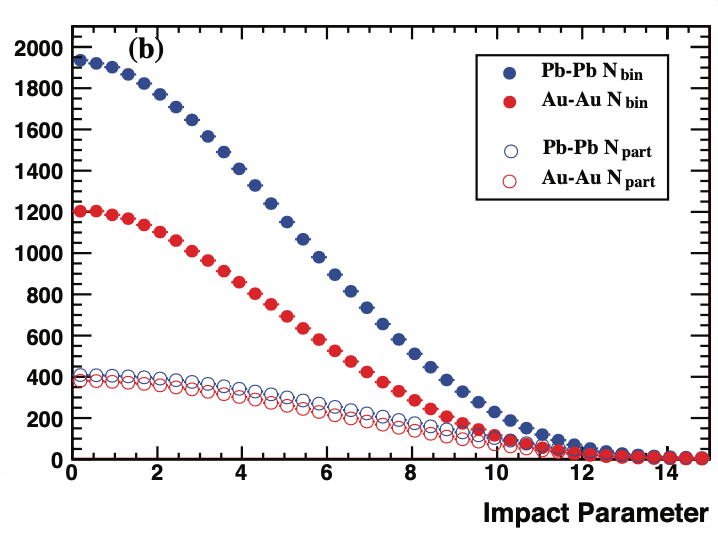 (b)
2000
1800
1600
1400
1200
1000
800
600
400
200
0
Pb-Pb N bin
Au-Au N bin
Pb-Pb N part
Au-Au N part
0 2 4 6 8 10 12 14
Impact Parameter